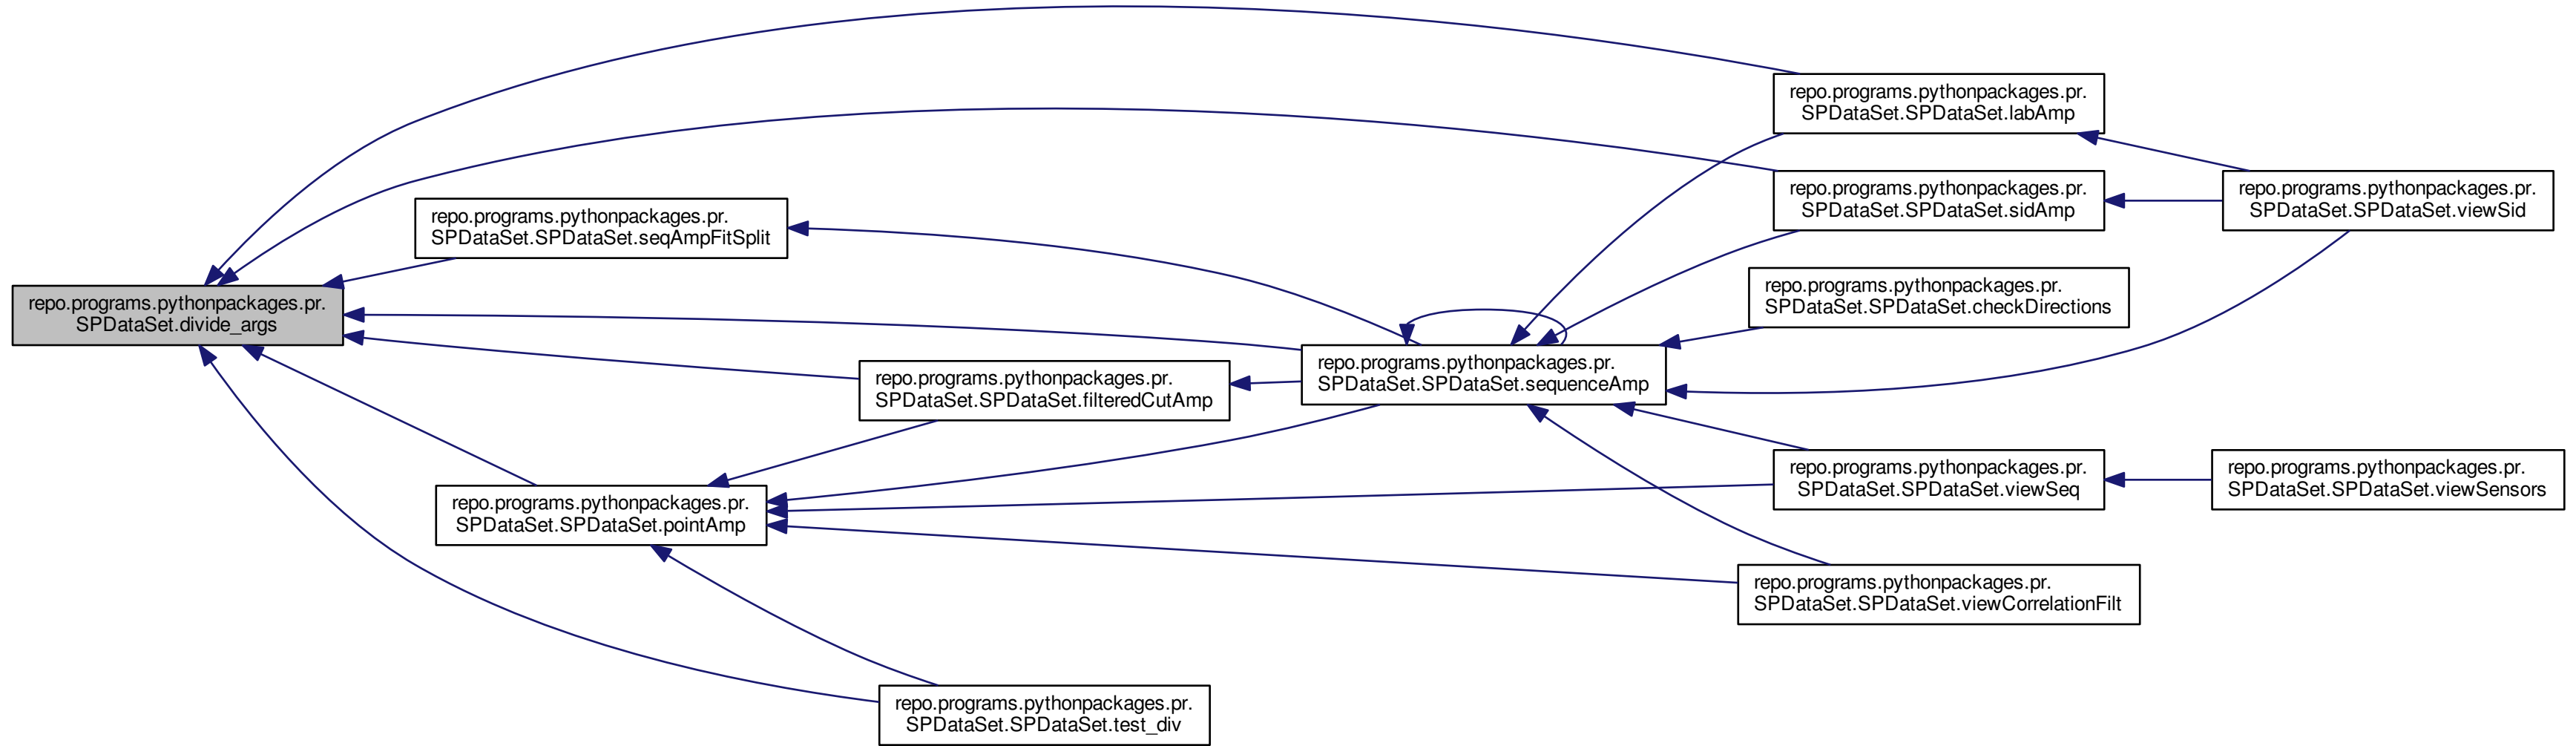 repo.programs.pythonpackages.pr.
SPDataSet.SPDataSet.labAmp
repo.programs.pythonpackages.pr.
SPDataSet.SPDataSet.sidAmp
repo.programs.pythonpackages.pr.
SPDataSet.SPDataSet.viewSid
repo.programs.pythonpackages.pr.
SPDataSet.SPDataSet.seqAmpFitSplit
repo.programs.pythonpackages.pr.
SPDataSet.SPDataSet.checkDirections
repo.programs.pythonpackages.pr.
SPDataSet.divide_args
repo.programs.pythonpackages.pr.
SPDataSet.SPDataSet.sequenceAmp
repo.programs.pythonpackages.pr.
SPDataSet.SPDataSet.filteredCutAmp
repo.programs.pythonpackages.pr.
SPDataSet.SPDataSet.viewSeq
repo.programs.pythonpackages.pr.
SPDataSet.SPDataSet.viewSensors
repo.programs.pythonpackages.pr.
SPDataSet.SPDataSet.pointAmp
repo.programs.pythonpackages.pr.
SPDataSet.SPDataSet.viewCorrelationFilt
repo.programs.pythonpackages.pr.
SPDataSet.SPDataSet.test_div